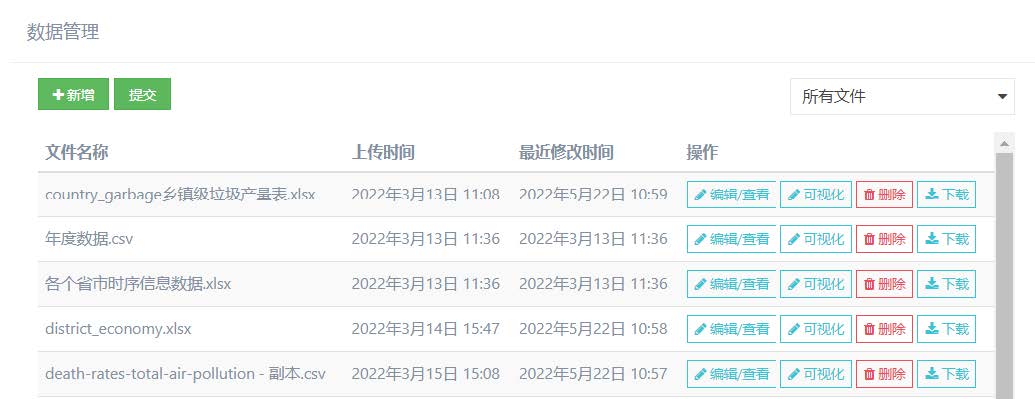 数据管理
新增 提交 所有文件
文件名称 上传时间 最近修改时间 操作
country_garbage乡镇级垃圾产量表.xlsx 2022年3月13日 11:08 2022年5月22日 10:59 编辑/查看 可视化 删除 下载
年度数据.csv 2022年3月13日 11:36 2022年3月13日 11:36 编辑/查看 可视化 删除 下载
各个省市时序信息数据.xlsx 2022年3月13日 11:36 2022年3月13日 11:36 编辑/查看 可视化 删除 下载
district_economy.xlsx 2022年3月14日 15:47 2022年5月22日 10:58 编辑/查看 可视化 删除 下载
death-rates-total-air-pollution - 副本.csv 2022年3月15日 15:08 2022年5月22日 10:57 编辑/查看 可视化 删除 下载